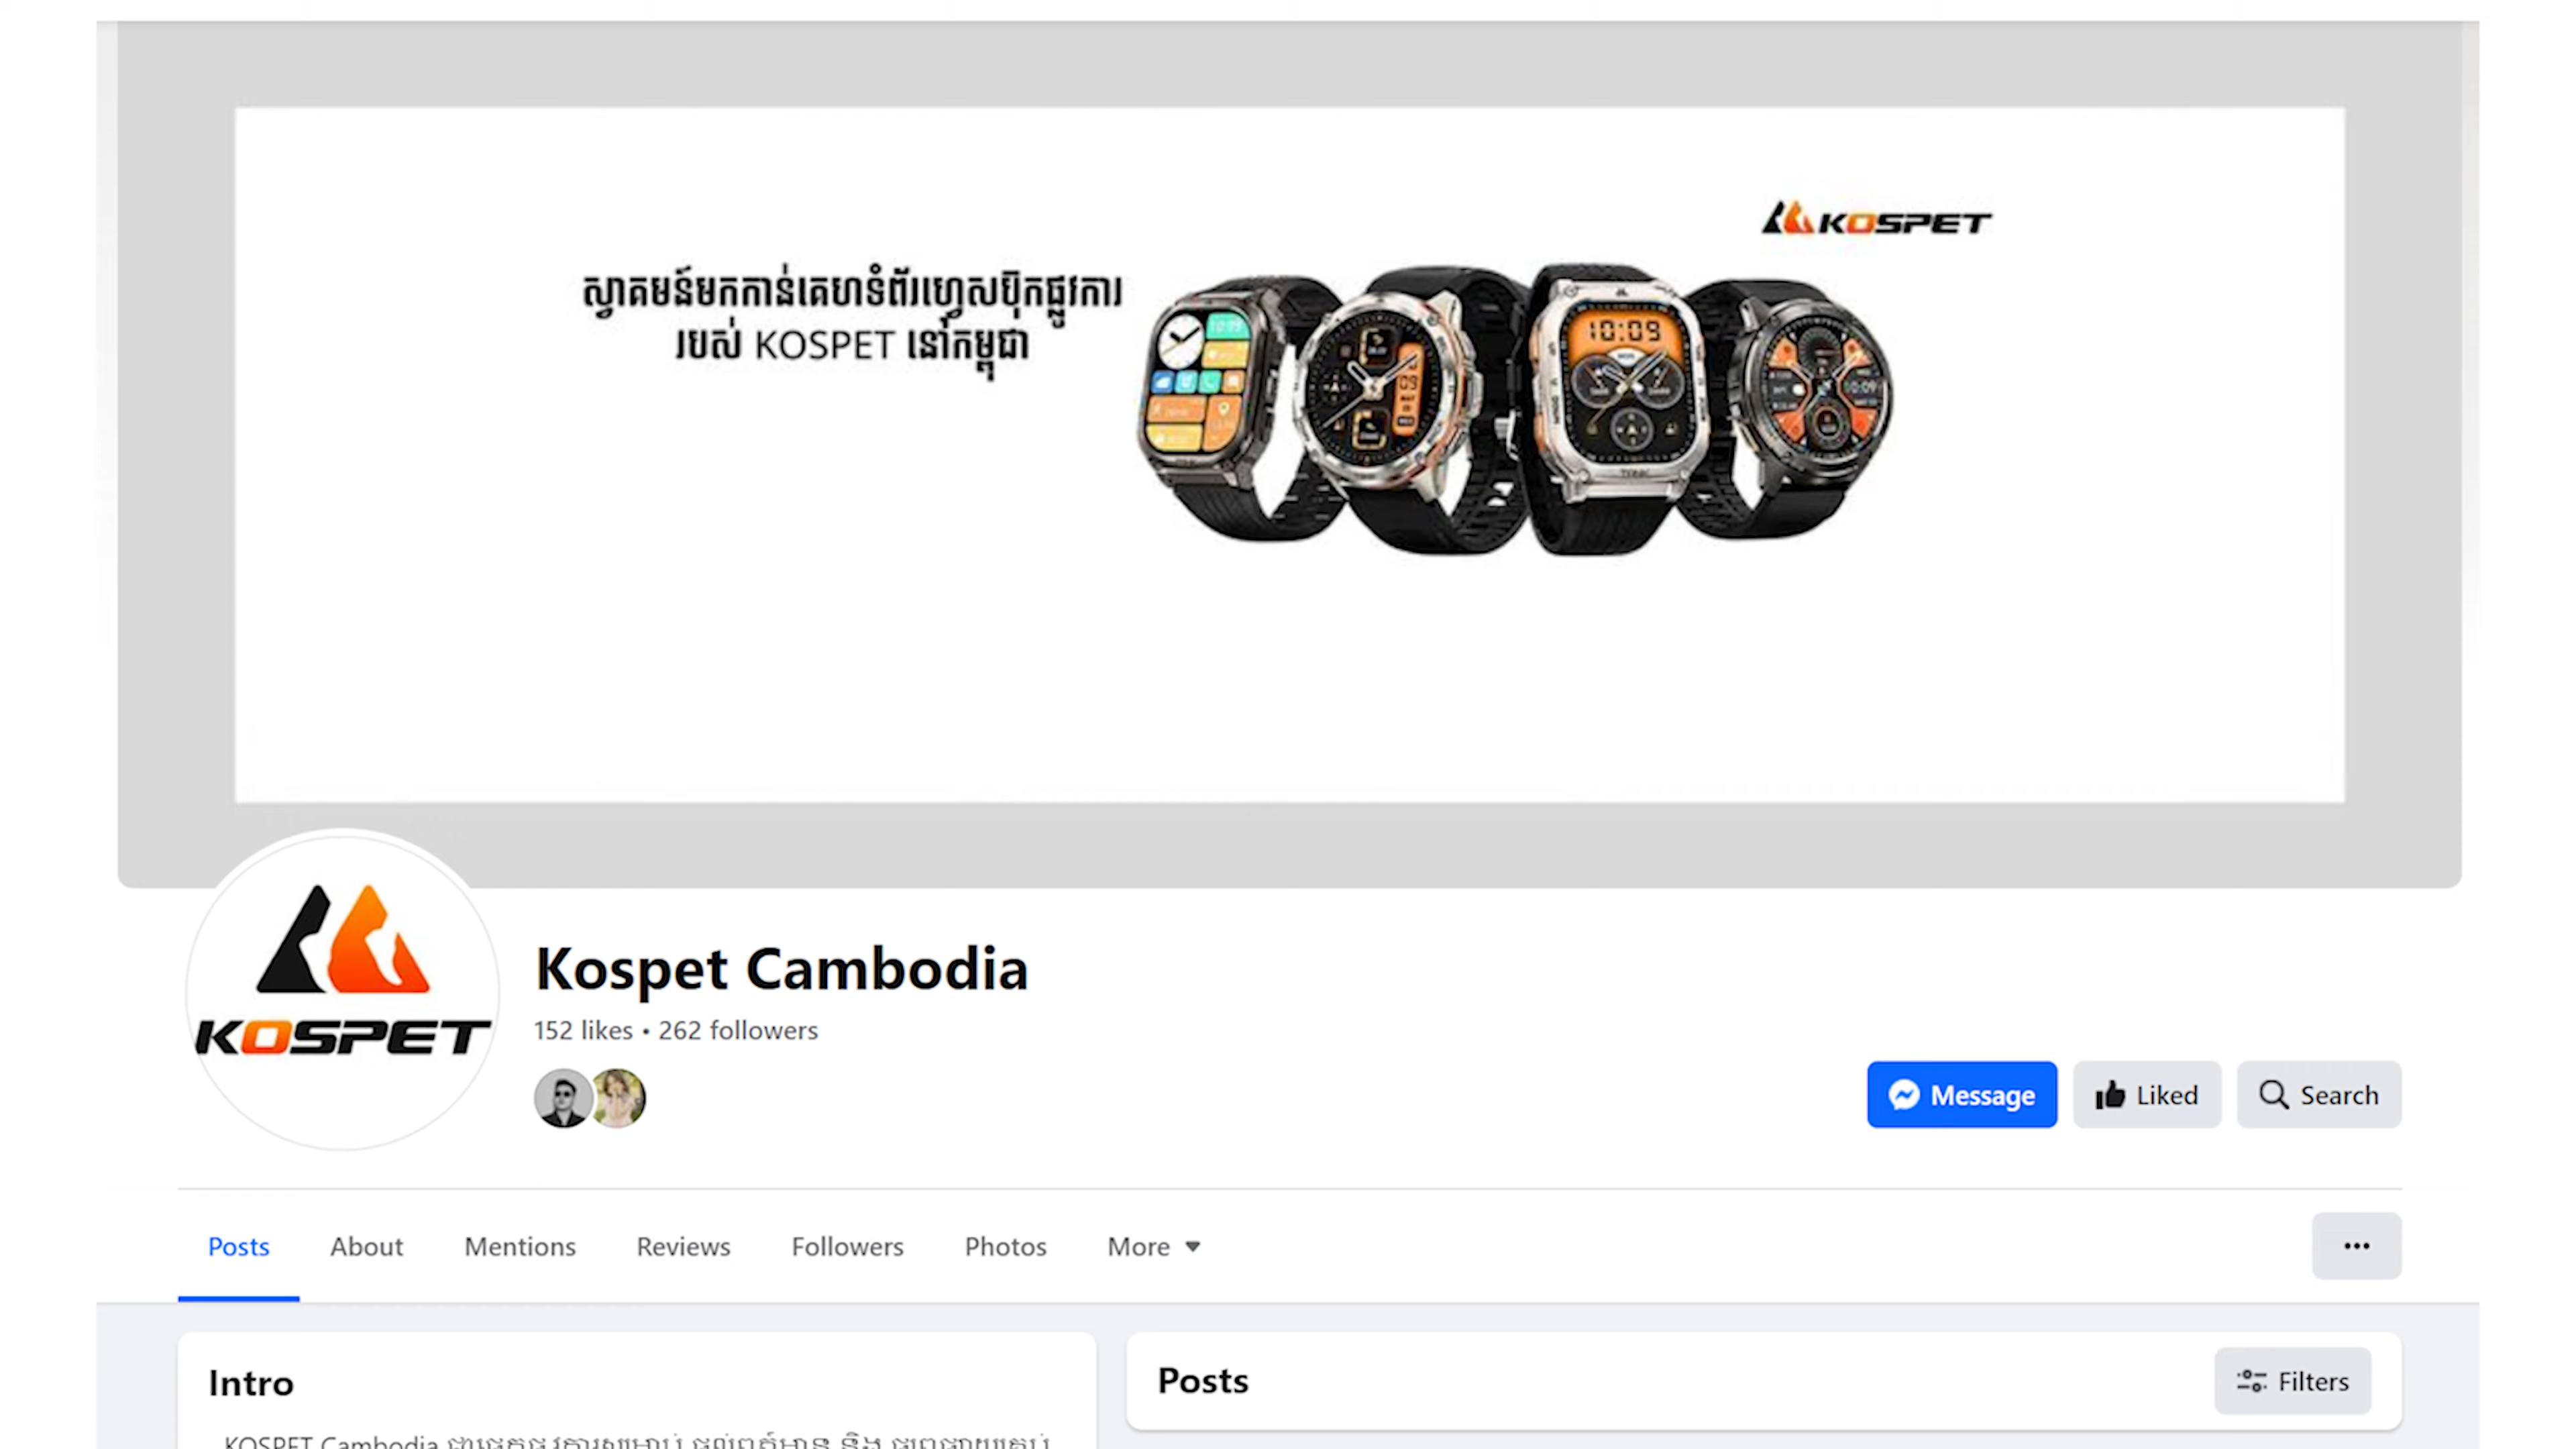 KOSPET
ស្វាគមន៍មកកាន់គេហទំព័រហ្វេសប៊ុកផ្លូវការ
របស់ KOSPET នៅកម្ពុជា
10:09
KOSPET
Kospet Cambodia
152 likes • 262 followers
Message
Liked
Search
Posts
About
Mentions
Reviews
Followers
Photos
More
Intro
Posts
Filters
KOSPET Cambodia